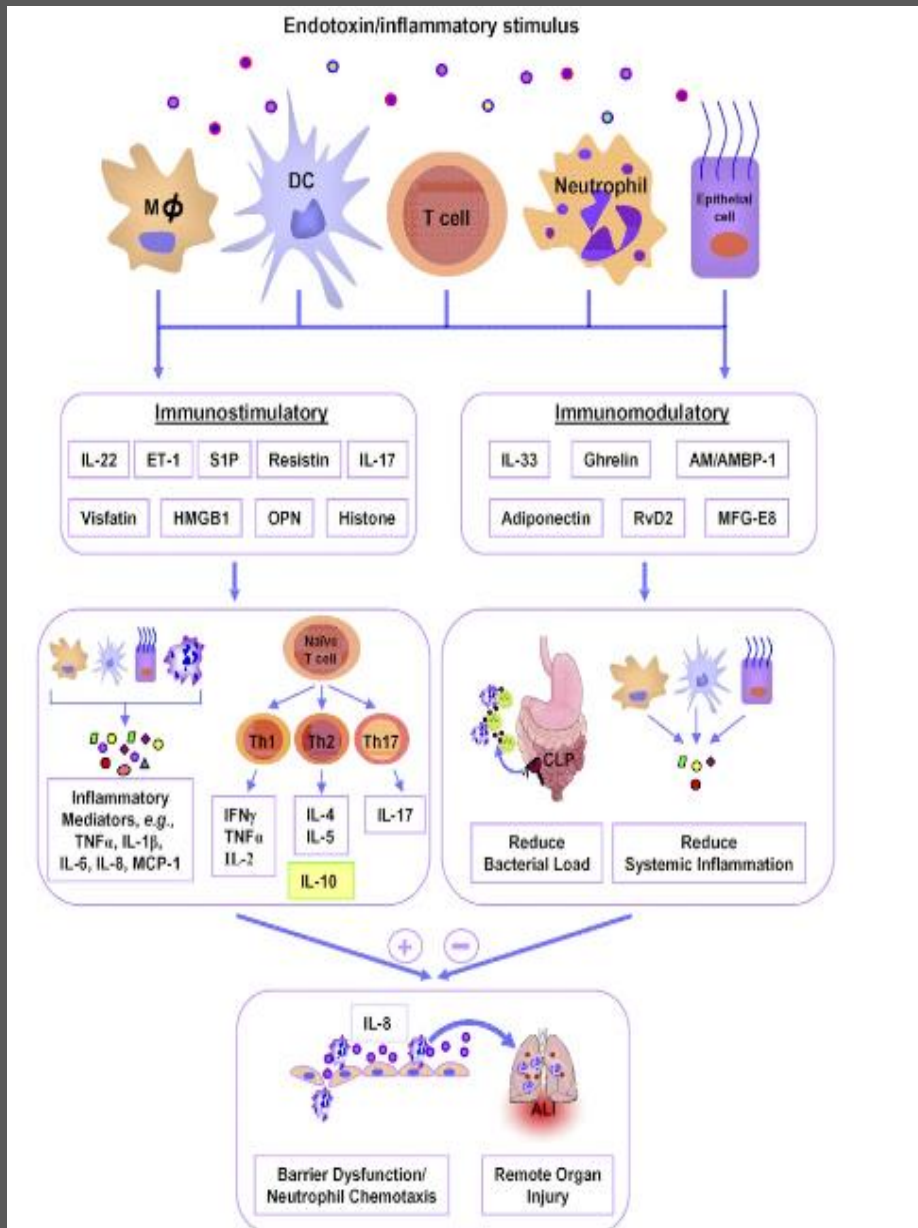 Endotoxin/inflammatory stimulus
MΦ
DC
T cell
Neutrophil
Epithelial
cell
Immunostimulatory
IL-22
ET-1
S1P
Resistin
IL-17
Visfatin
HMGB1
OPN
Histone
Immunomodulatory
IL-33
Ghrelin
AM/AMBP-1
Adiponectin
RvD2
MFG-E8
Naïve
T cell
Th1
Th2
Th17
Inflammatory
Mediators, e.g.,
TNFα, IL-1β,
IL-6, IL-8, MCP-1
IFNγ
TNFα
IL-2
IL-4
IL-5
IL-10
IL-17
CLP
Reduce
Bacterial Load
Reduce
Systemic Inflammation
+
−
IL-8
ALI
Barrier Dysfunction/
Neutrophil Chemotaxis
Remote Organ
Injury